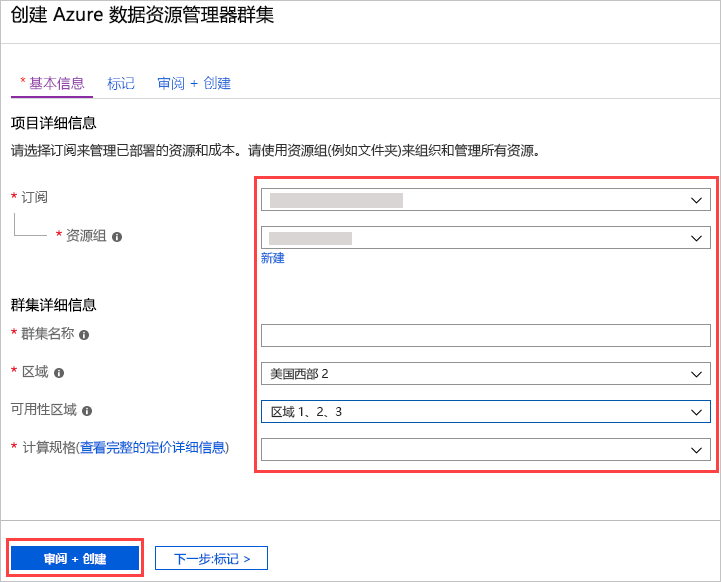 创建 Azure 数据资源管理器群集
* 基本信息 标记 审阅 + 创建
项目详细信息
请选择订阅来管理已部署的资源和成本。请使用资源组(例如文件夹)来组织和管理所有资源。
* 订阅
* 资源组
新建
群集详细信息
* 群集名称
* 区域 美国西部 2
可用性区域 区域 1、2、3
* 计算规格(查看完整的定价详细信息)
审阅 + 创建 下一步:标记 >